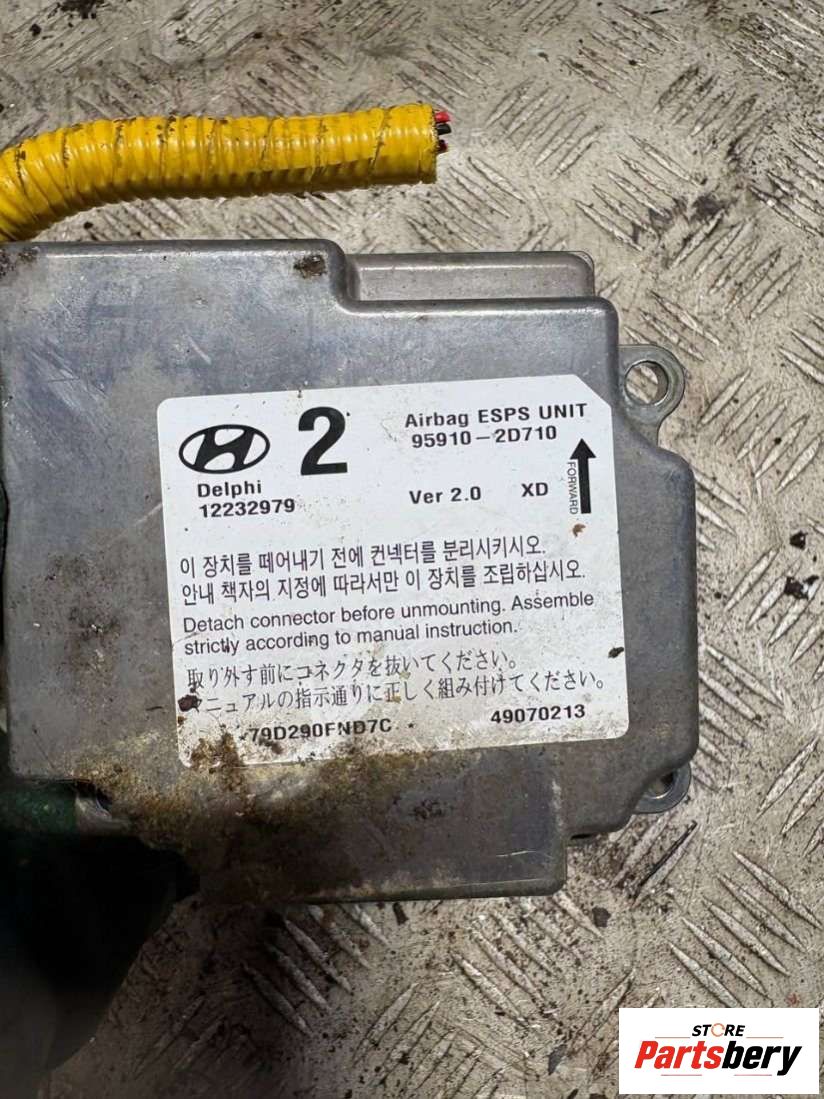 2
Airbag ESPS UNIT
95910-2D710
Delphi
12232979
Ver 2.0 XD
FORWARD
이 장치를 떼어내기 전에 컨넥터를 분리시키시오.
안내 책자의 지정에 따라서만 이 장치를 조립하십시오.
Detach connector before unmounting. Assemble
strictly according to manual instruction.
取り外す前にコネクタを抜いてください。
マニュアルの指示通りに正しく組み付けてください。
79D290FND7C
49070213
STORE
Partsbery